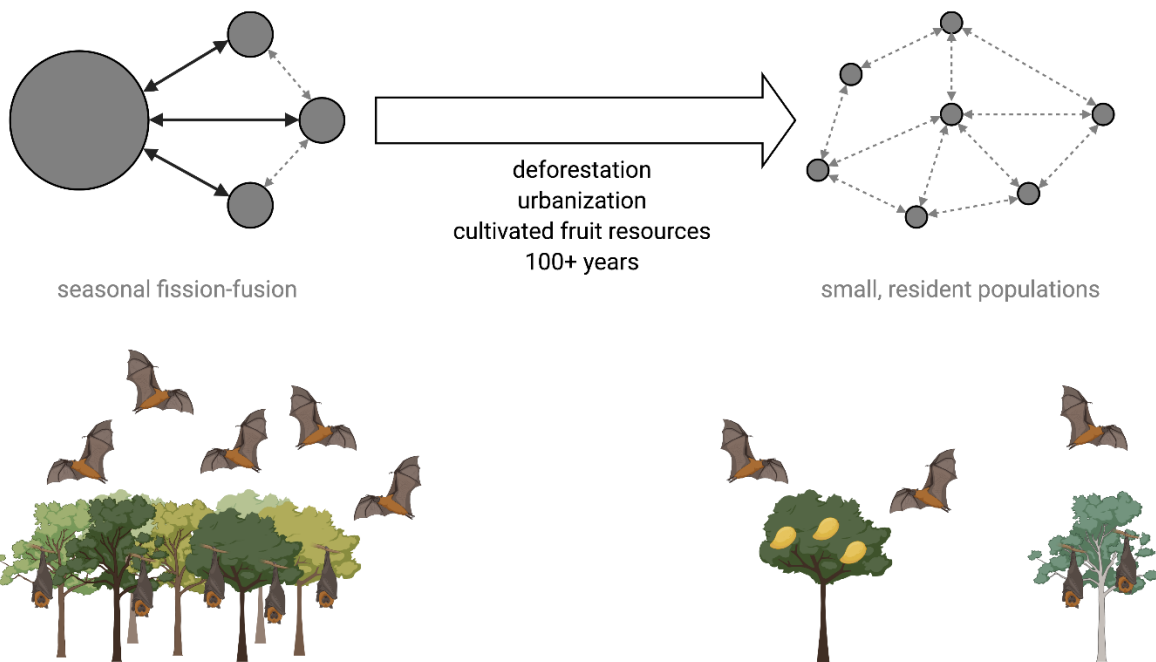 deforestation
urbanization
cultivated fruit resources
100+ years
seasonal fission-fusion
small, resident populations